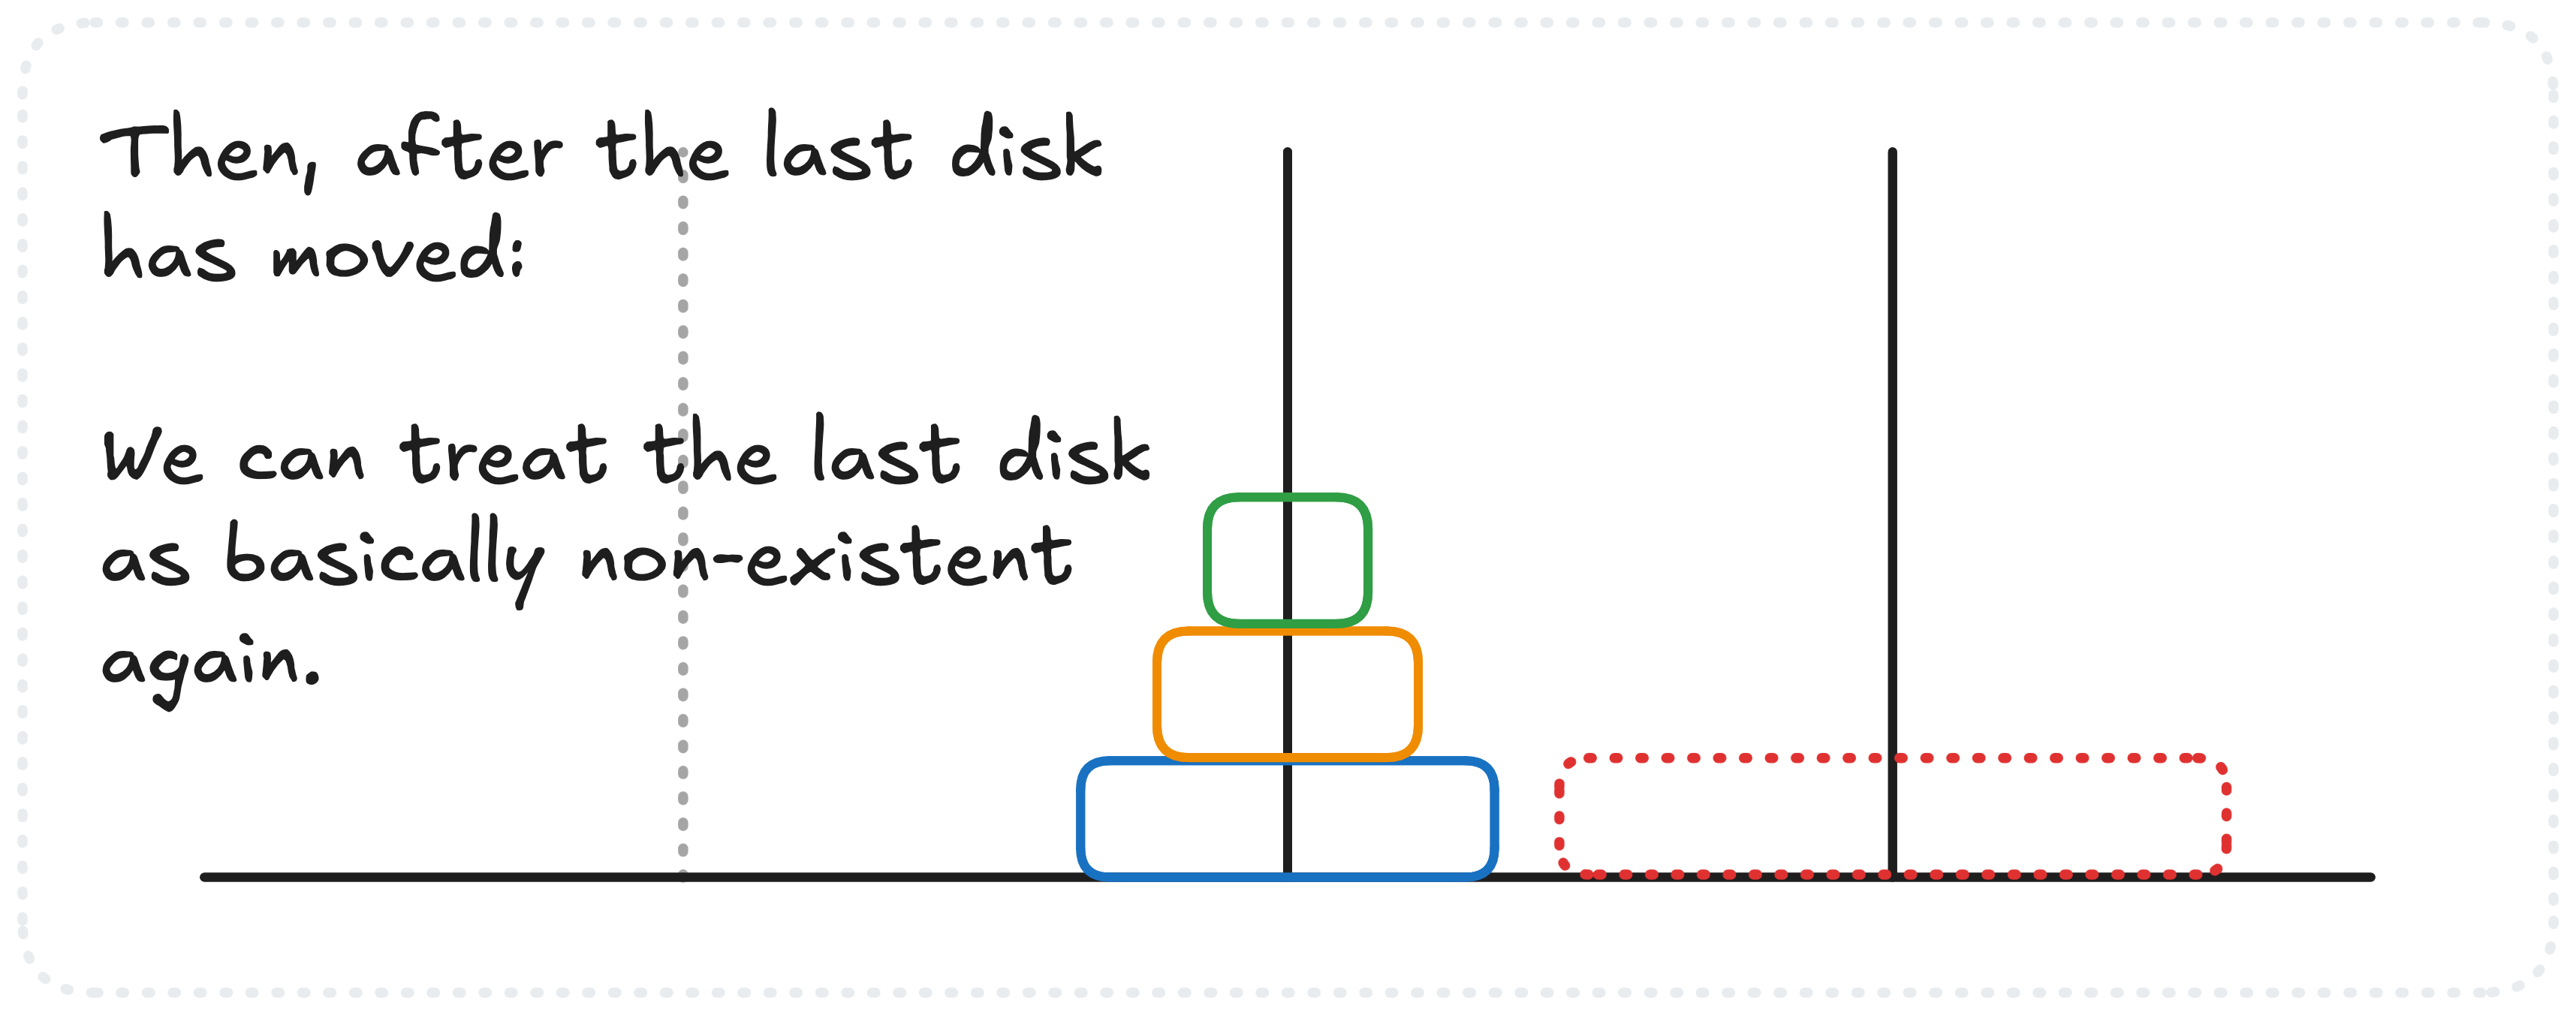 Then, after the last disk
has moved:
We can treat the last disk
as basically non-existent
again.